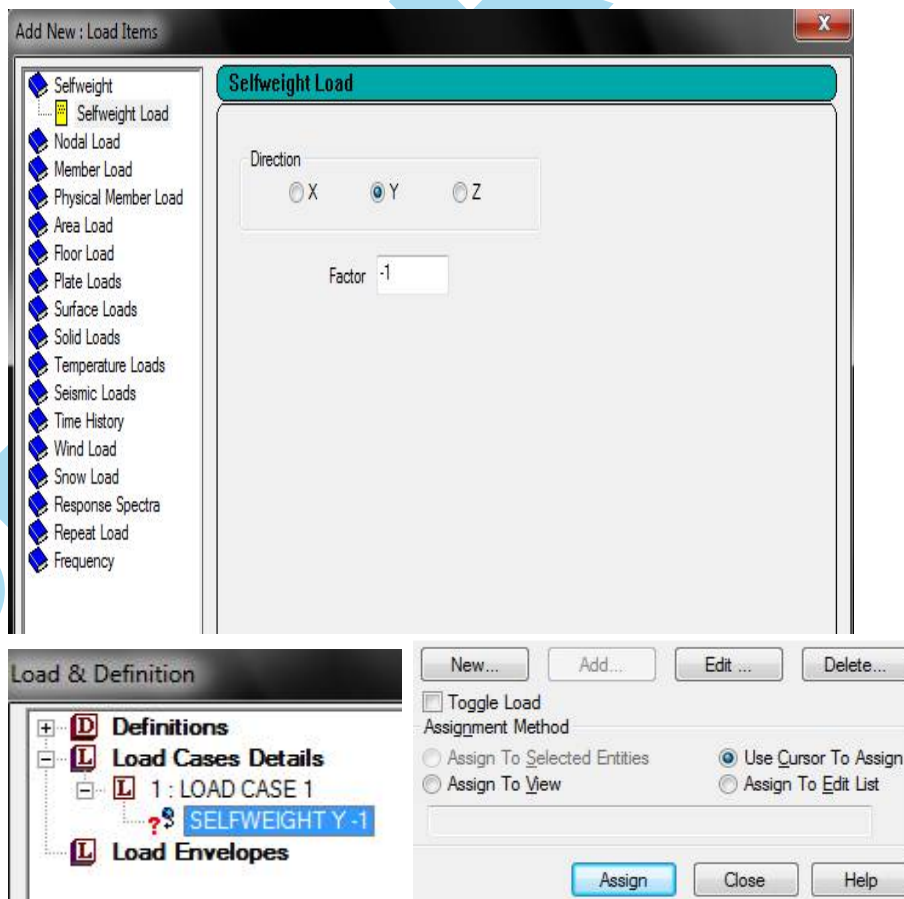 Add New : Load Items
X
Selfweight
Selfweight Load
Nodal Load
Member Load
Physical Member Load
Area Load
Floor Load
Plate Loads
Surface Loads
Solid Loads
Temperature Loads
Seismic Loads
Time History
Wind Load
Snow Load
Response Spectra
Repeat Load
Frequency
Selfweight Load
Direction
X Y Z
Factor -1
Load & Definition
D Definitions
L Load Cases Details
L 1 : LOAD CASE 1
? SELFWEIGHT Y -1
L Load Envelopes
New... Add... Edit ... Delete...
Toggle Load
Assignment Method
Assign To Selected Entities Use Cursor To Assign
Assign To View Assign To Edit List
Assign Close Help